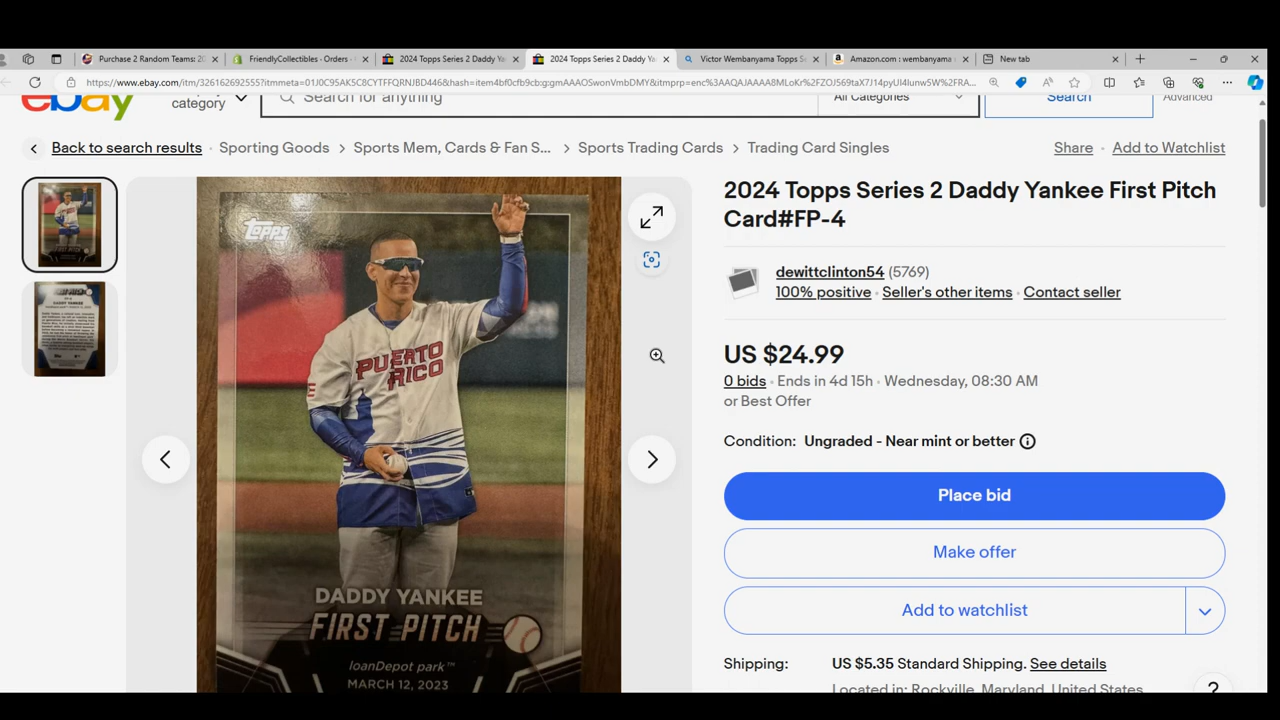 Purchase 2 Random Teams: 20
FriendlyCollectibles - Orders -
2024 Topps Series 2 Daddy Ya
2024 Topps Series 2 Daddy Ya
Victor Wembanyama Topps S
Amazon.com : wembanyama
New tab
ebay
category
Search for anything
All Categories
Search
Advanced
Back to search results
Sporting Goods
Sports Mem, Cards & Fan S...
Sports Trading Cards
Trading Card Singles
Share
Add to Watchlist
Topps
PUERTO
RICO
DADDY YANKEE
FIRST PITCH
loanDepot park™
MARCH 12, 2023
2024 Topps Series 2 Daddy Yankee First Pitch
Card#FP-4
dewittclinton54 (5769)
100% positive · Seller's other items · Contact seller
US $24.99
0 bids · Ends in 4d 15h · Wednesday, 08:30 AM
or Best Offer
Condition: Ungraded - Near mint or better
Place bid
Make offer
Add to watchlist
Shipping: US $5.35 Standard Shipping. See details
Located in: Rockville, Maryland, United States